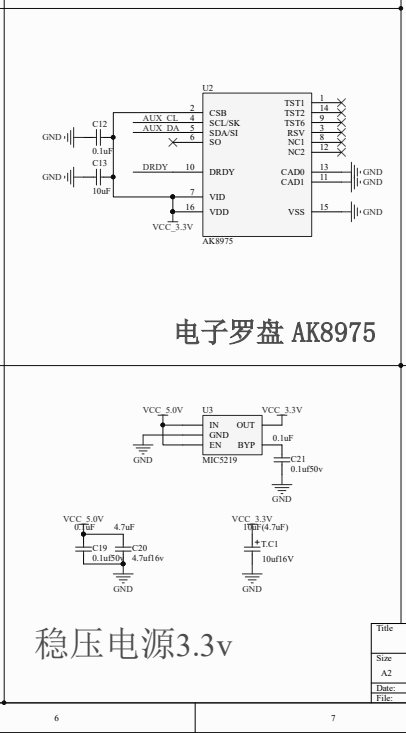 U2
2 CSB TST1 1
AUX_CL 4 SCL/SK TST2 14
AUX_DA 5 SDA/SI TST6 9
6 SO RSV 3
NC1 8
NC2 12
C12
GND
0.1uF
C13
GND
10uF
DRDY 10 DRDY CAD0 13 GND
CAD1 11 GND
7 VID
16 VDD VSS 15 GND
VCC_3.3V
AK8975
电子罗盘 AK8975
VCC_5.0V U3 VCC_3.3V
IN OUT
GND
EN BYP
0.1uF
GND MIC5219
C21
0.1uf50v
GND
VCC_5.0V
0.1uF 4.7uF
C19 C20
0.1uf50v 4.7uf16v
GND
VCC_3.3V
10uF(4.7uF)
+ T.C1
10uf16V
GND
稳压电源3.3v
Title
Size
A2
Date:
File:
6 7